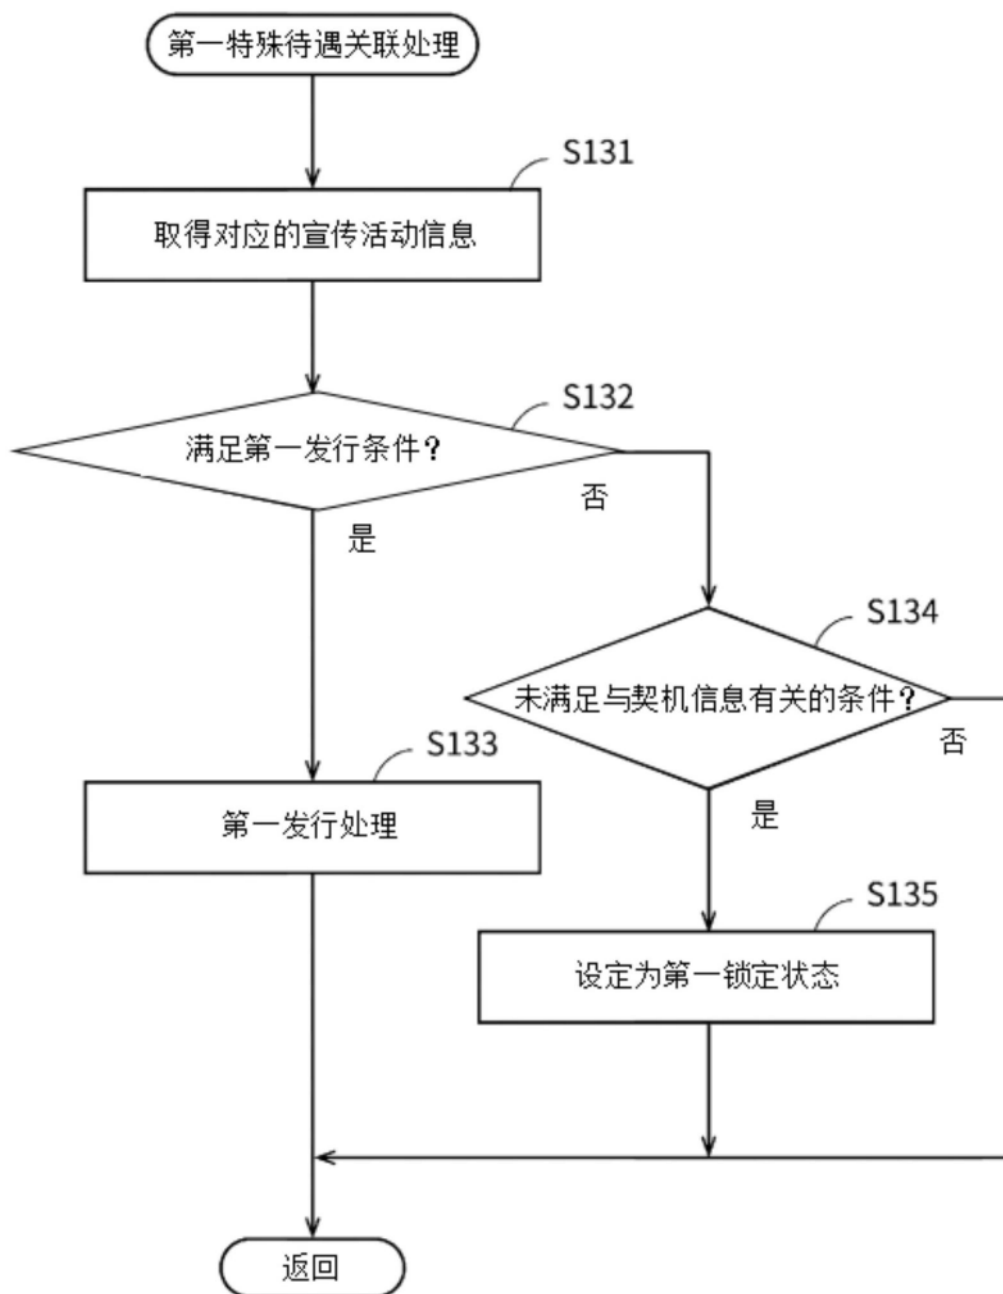 第一特殊待遇关联处理
S131
取得对应的宣传活动信息
S132
满足第一发行条件？
否
是
S134
未满足与契机信息有关的条件？
否
S133
第一发行处理
是
S135
设定为第一锁定状态
返回